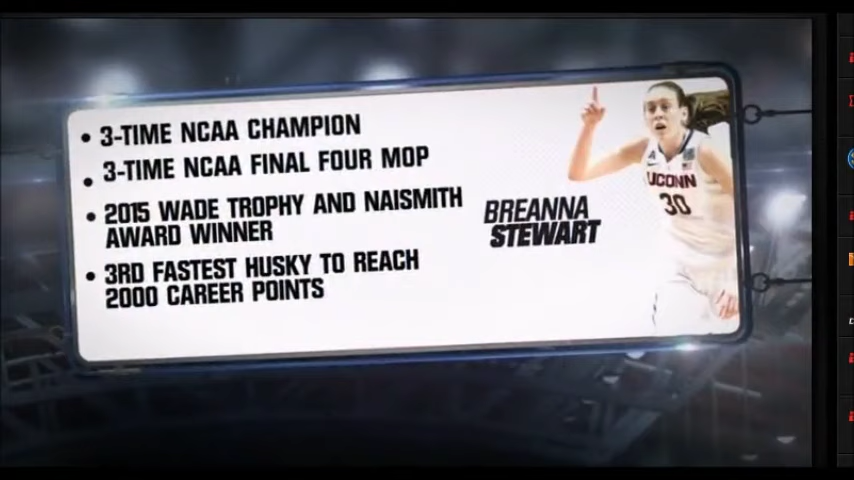 • 3-TIME NCAA CHAMPION
• 3-TIME NCAA FINAL FOUR MOP
• 2015 WADE TROPHY AND NAISMITH
AWARD WINNER
• 3RD FASTEST HUSKY TO REACH
2000 CAREER POINTS
BREANNA
STEWART
UCONN
30